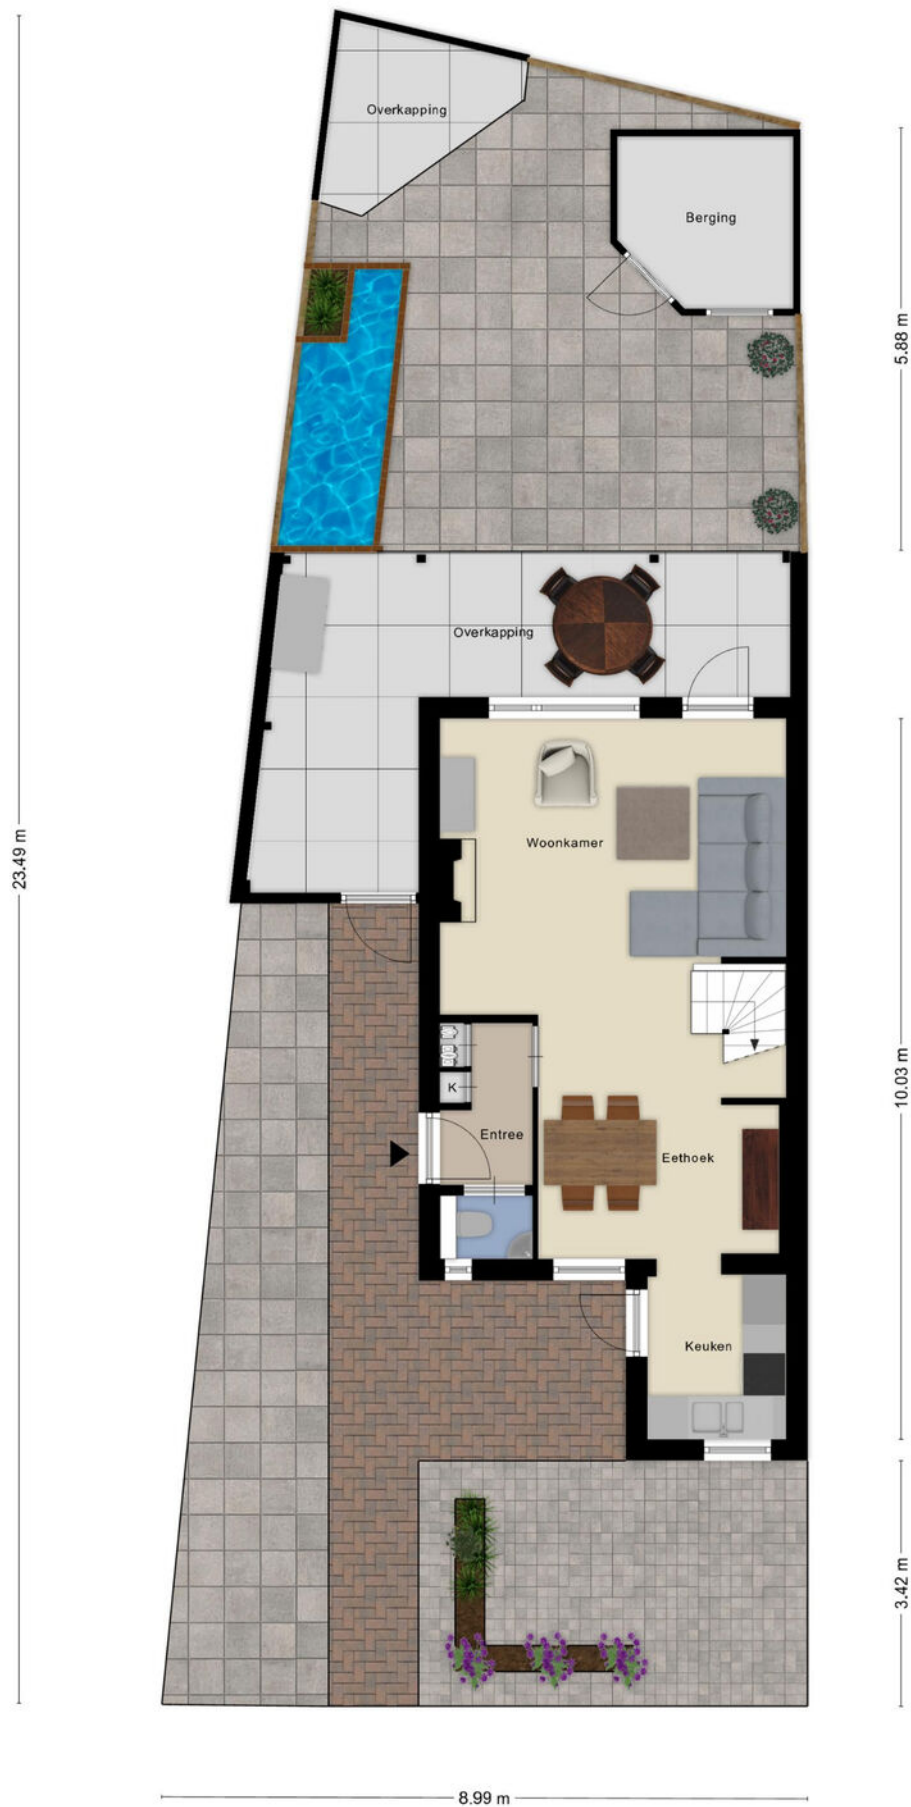 Overkapping
Berging
5.88 m
Overkapping
Woonkamer
23.49 m
K
10.03 m
Entree
Eethoek
Keuken
3.42 m
8.99 m